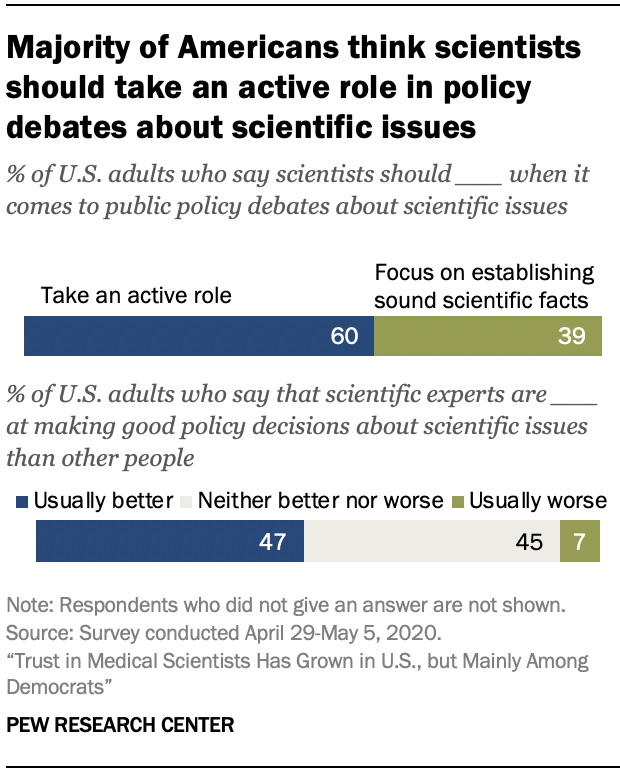 Majority of Americans think scientists
should take an active role in policy
debates about scientific issues
% of U.S. adults who say scientists should ___ when it
comes to public policy debates about scientific issues
Take an active role
Focus on establishing
sound scientific facts
60
39
% of U.S. adults who say that scientific experts are ___
at making good policy decisions about scientific issues
than other people
Usually better Neither better nor worse Usually worse
47 45 7
Note: Respondents who did not give an answer are not shown.
Source: Survey conducted April 29-May 5, 2020.
“Trust in Medical Scientists Has Grown in U.S., but Mainly Among
Democrats”
PEW RESEARCH CENTER